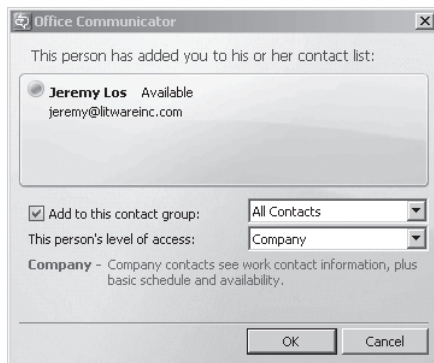 Office Communicator
This person has added you to his or her contact list:
Jeremy Los Available
jeremy@litwareinc.com
Add to this contact group: All Contacts
This person's level of access: Company
Company - Company contacts see work contact information, plus
basic schedule and availability.
OK Cancel